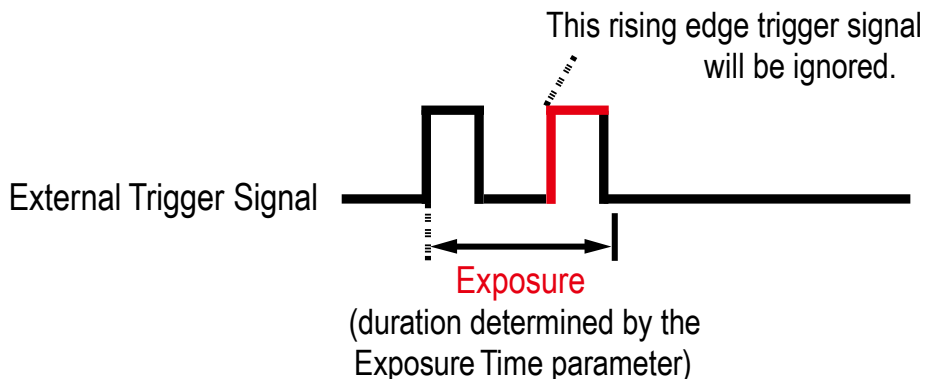 This rising edge trigger signal
will be ignored.
External Trigger Signal
Exposure
(duration determined by the
Exposure Time parameter)